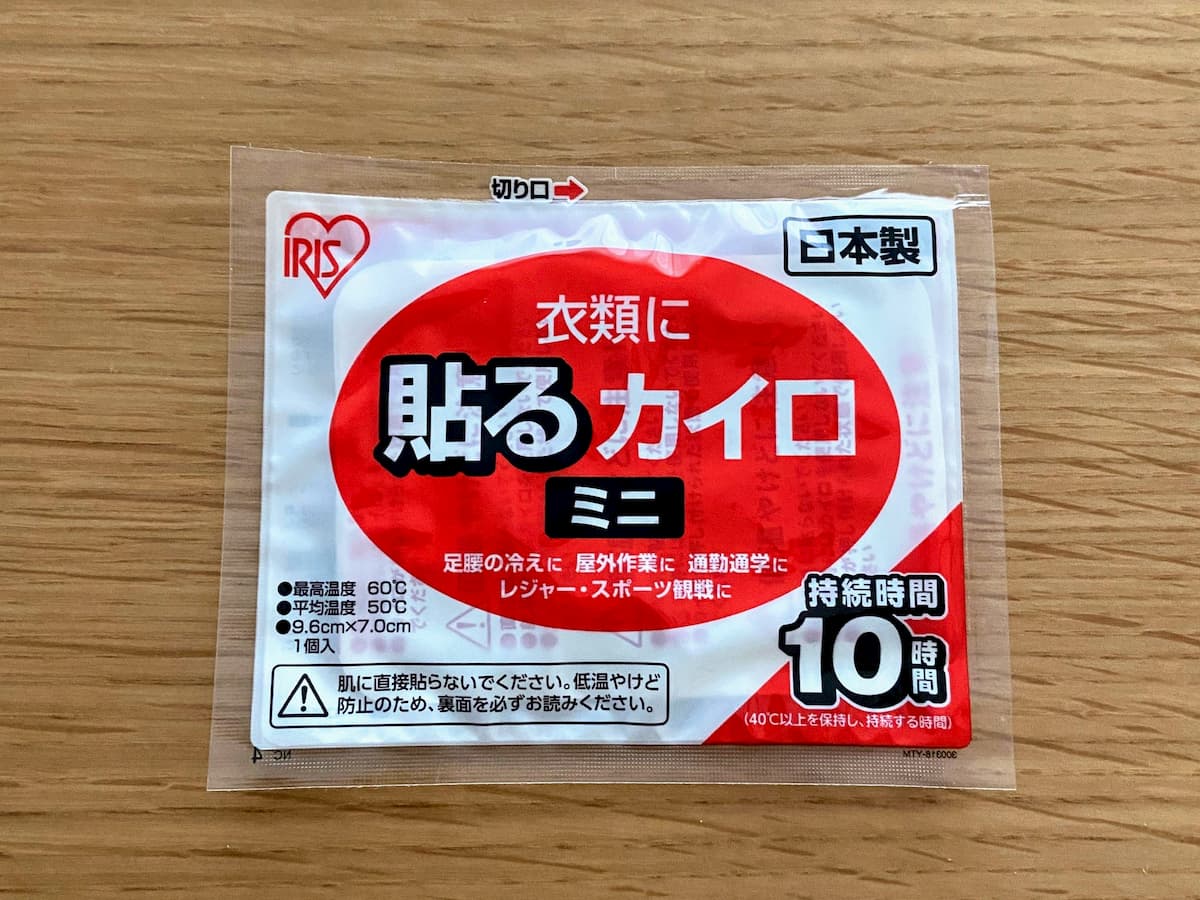 切り口
IRIS
日本製
衣類に
貼るカイロ
ミニ
足腰の冷えに 屋外作業に 通勤通学に
レジャー・スポーツ観戦に
●最高温度 60℃
●平均温度 50℃
●9.6cm×7.0cm
1個入
肌に直接貼らないでください。低温やけど
防止のため、裏面を必ずお読みください。
持続時間
10時間
(40℃以上を保持し、持続する時間)
4
NC
300318-YTM